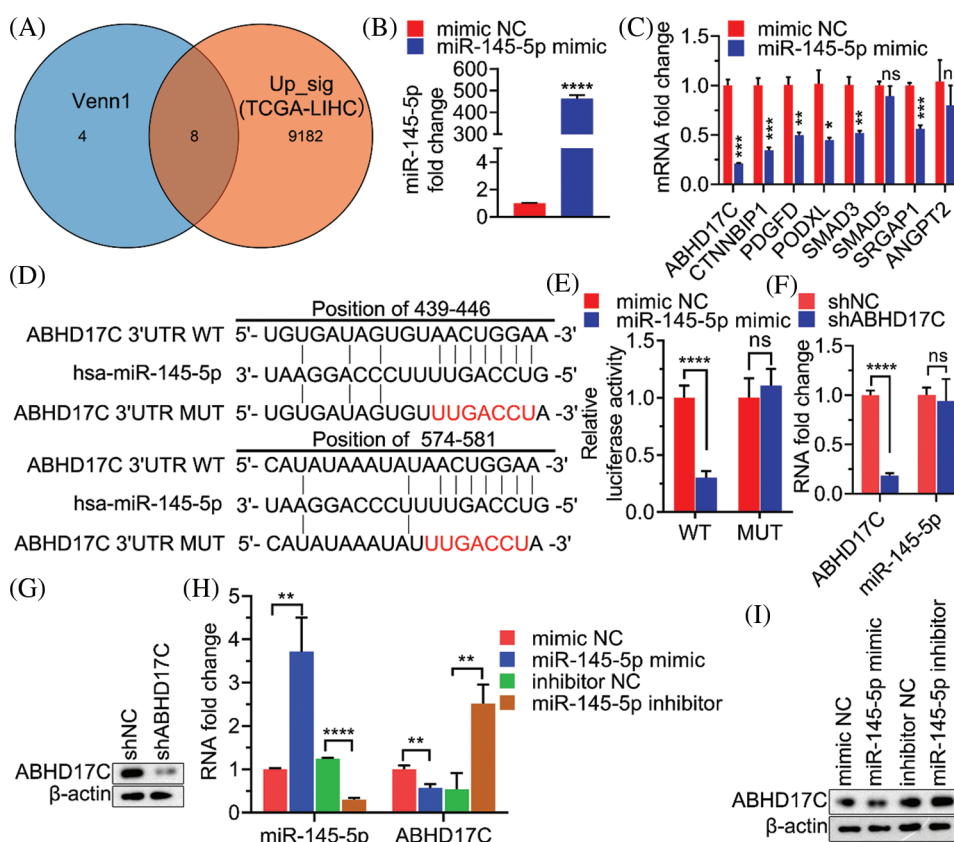 (A)
Venn1
4
8
Up_sig
(TCGA-LIHC)
9182
(B)
mimic NC
miR-145-5p mimic
miR-145-5p
fold change
600
500
400
300
200
4
2
0
****
(C)
mimic NC
miR-145-5p mimic
mRNA fold change
1.5
1.0
0.5
0.0
***
***
**
*
**
ns
***
n
ABHD17C
CTNNBIP1
PDGFD
PODXL
SMAD3
SMAD5
SRGAP1
ANGPT2
(D)
Position of 439-446
ABHD17C 3'UTR WT 5'- UGUGAUAGUGUAACUGGAA -3'
hsa-miR-145-5p 3'- UAAGGACCCUUUUGACCUG -5'
ABHD17C 3'UTR MUT 5'- UGUGAUAGUGUUUGACCUA -3'
Position of 574-581
ABHD17C 3'UTR WT 5'- CAUAUAAAUAUAACUGGAA -3'
hsa-miR-145-5p 3'- UAAGGACCCUUUUGACCUG -5'
ABHD17C 3'UTR MUT 5'- CAUAUAAAUAUUUGACCUA -3'
(E)
mimic NC
miR-145-5p mimic
Relative
luciferase activity
1.5
1.0
0.5
0.0
****
ns
WT
MUT
(F)
shNC
shABHD17C
RNA fold change
1.5
1.0
0.5
0.0
****
ns
ABHD17C
miR-145-5p
(G)
shNC
shABHD17C
ABHD17C
β-actin
(H)
RNA fold change
5
4
3
2
1
0
**
****
**
**
mimic NC
miR-145-5p mimic
inhibitor NC
miR-145-5p inhibitor
miR-145-5p
ABHD17C
(I)
mimic NC
miR-145-5p mimic
inhibitor NC
miR-145-5p inhibitor
ABHD17C
β-actin